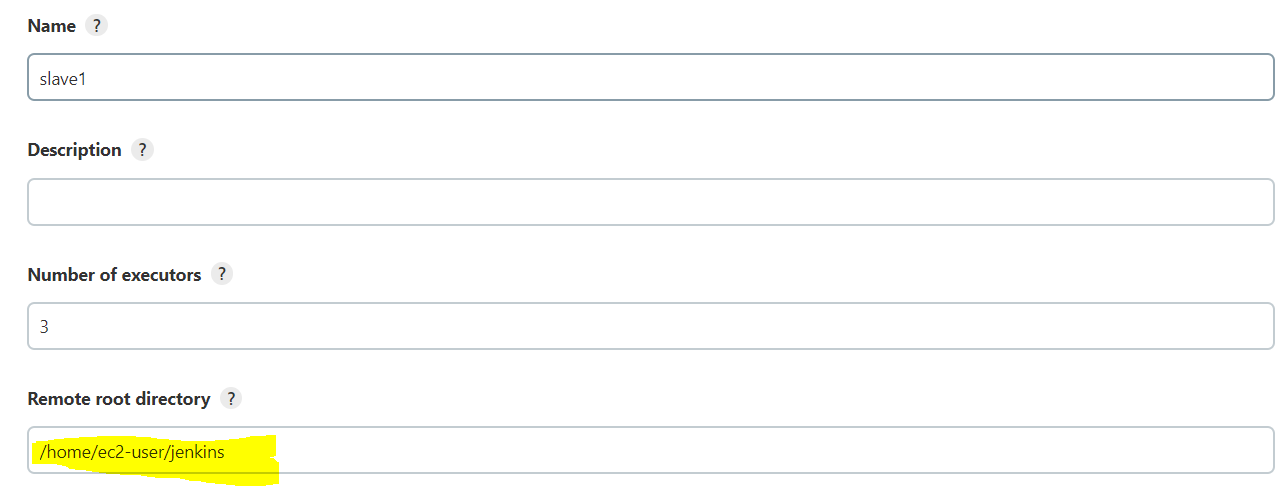 Name ?
slave1
Description ?
Number of executors ?
3
Remote root directory ?
/home/ec2-user/jenkins